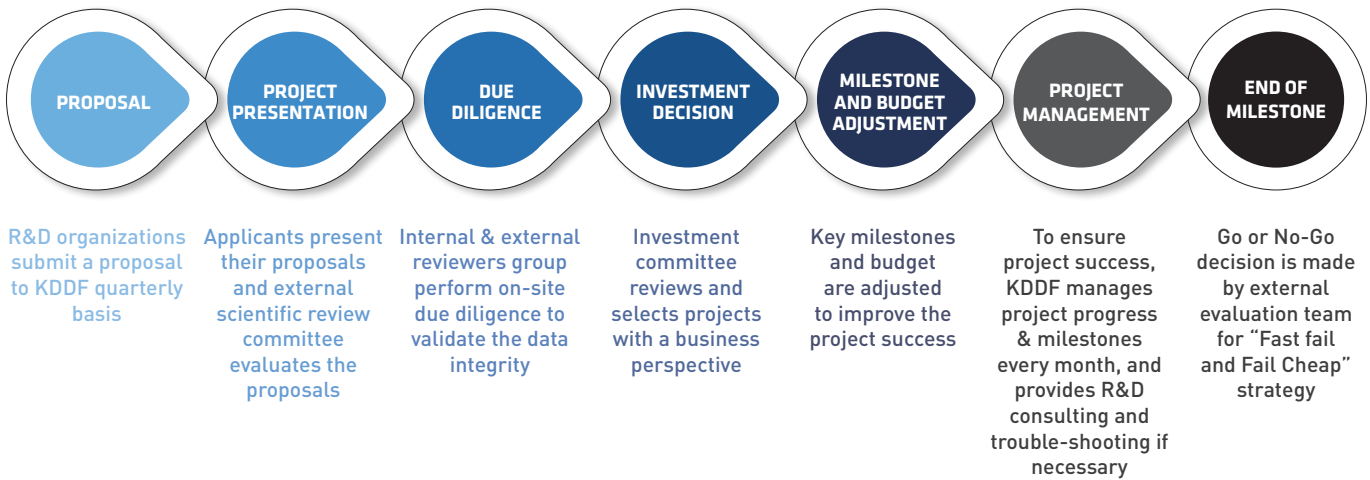 PROPOSAL
PROJECT
PRESENTATION
DUE
DILIGENCE
INVESTMENT
DECISION
MILESTONE
AND BUDGET
ADJUSTMENT
PROJECT
MANAGEMENT
END OF
MILESTONE
R&D organizations
submit a proposal
to KDDF quarterly
basis
Applicants present
their proposals
and external
scientific review
committee
evaluates the
proposals
Internal & external
reviewers group
perform on-site
due diligence to
validate the data
integrity
Investment
committee
reviews and
selects projects
with a business
perspective
Key milestones
and budget
are adjusted
to improve the
project success
To ensure
project success,
KDDF manages
project progress
& milestones
every month, and
provides R&D
consulting and
trouble-shooting if
necessary
Go or No-Go
decision is made
by external
evaluation team
for “Fast fail
and Fail Cheap”
strategy